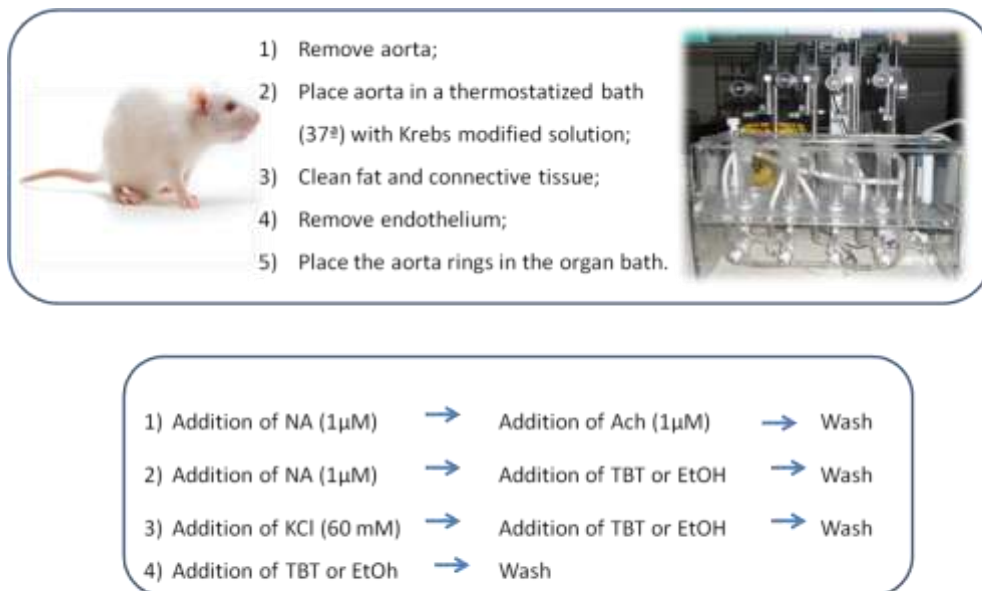 1) Remove aorta;
2) Place aorta in a thermostatized bath
(37ª) with Krebs modified solution;
3) Clean fat and connective tissue;
4) Remove endothelium;
5) Place the aorta rings in the organ bath.
1) Addition of NA (1µM) → Addition of Ach (1µM) → Wash
2) Addition of NA (1µM) → Addition of TBT or EtOH → Wash
3) Addition of KCl (60 mM) → Addition of TBT or EtOH → Wash
4) Addition of TBT or EtOh → Wash